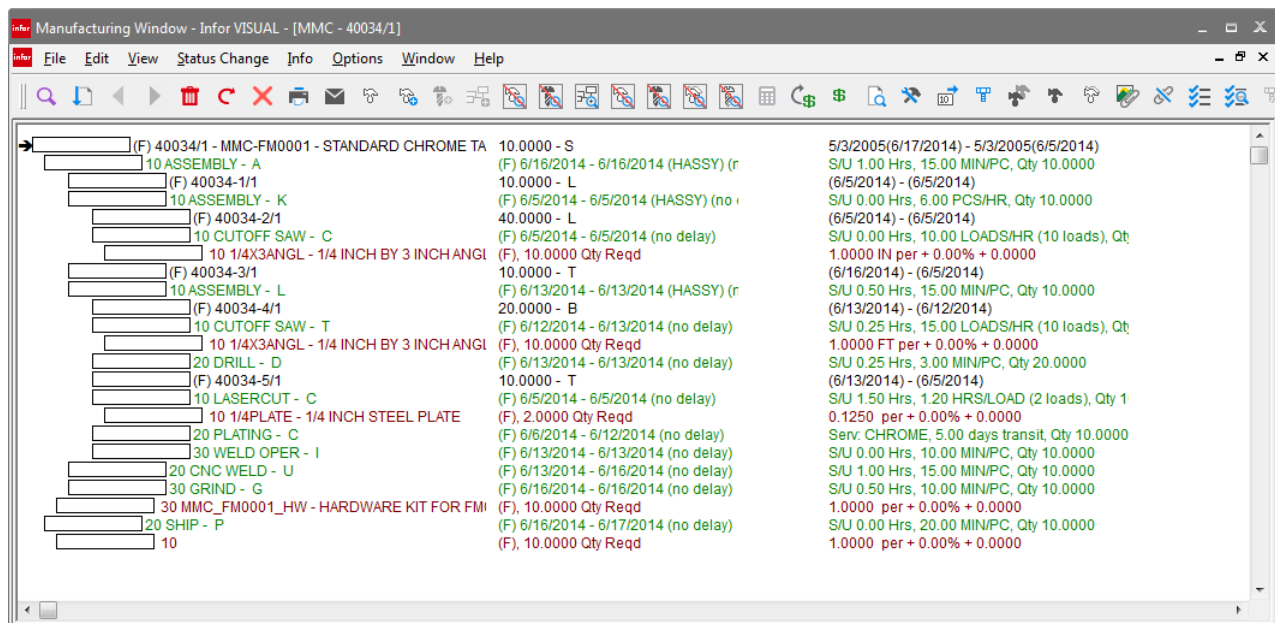 infor Manufacturing Window - Infor VISUAL - [MMC - 40034/1]
infor File Edit View Status Change Info Options Window Help
(F) 40034/1 - MMC-FM0001 - STANDARD CHROME TA 10.0000 - S 5/3/2005(6/17/2014) - 5/3/2005(6/5/2014)
10 ASSEMBLY - A (F) 6/16/2014 - 6/16/2014 (HASSY) (n S/U 1.00 Hrs, 15.00 MIN/PC, Qty 10.0000
(F) 40034-1/1 10.0000 - L (6/5/2014) - (6/5/2014)
10 ASSEMBLY - K (F) 6/5/2014 - 6/5/2014 (HASSY) (no S/U 0.00 Hrs, 6.00 PCS/HR, Qty 10.0000
(F) 40034-2/1 40.0000 - L (6/5/2014) - (6/5/2014)
10 CUTOFF SAW - C (F) 6/5/2014 - 6/5/2014 (no delay) S/U 0.00 Hrs, 10.00 LOADS/HR (10 loads), Qty
10 1/4X3ANGL - 1/4 INCH BY 3 INCH ANGL (F), 10.0000 Qty Reqd 1.0000 IN per + 0.00% + 0.0000
(F) 40034-3/1 10.0000 - T (6/16/2014) - (6/5/2014)
10 ASSEMBLY - L (F) 6/13/2014 - 6/13/2014 (HASSY) (n S/U 0.50 Hrs, 15.00 MIN/PC, Qty 10.0000
(F) 40034-4/1 20.0000 - B (6/13/2014) - (6/12/2014)
10 CUTOFF SAW - T (F) 6/12/2014 - 6/13/2014 (no delay) S/U 0.25 Hrs, 15.00 LOADS/HR (10 loads), Qty
10 1/4X3ANGL - 1/4 INCH BY 3 INCH ANGL (F), 10.0000 Qty Reqd 1.0000 FT per + 0.00% + 0.0000
20 DRILL - D (F) 6/13/2014 - 6/13/2014 (no delay) S/U 0.25 Hrs, 3.00 MIN/PC, Qty 20.0000
(F) 40034-5/1 10.0000 - T (6/13/2014) - (6/5/2014)
10 LASERCUT - C (F) 6/5/2014 - 6/5/2014 (no delay) S/U 1.50 Hrs, 1.20 HRS/LOAD (2 loads), Qty 1
10 1/4PLATE - 1/4 INCH STEEL PLATE (F), 2.0000 Qty Reqd 0.1250 per + 0.00% + 0.0000
20 PLATING - C (F) 6/6/2014 - 6/12/2014 (no delay) Serv: CHROME, 5.00 days transit, Qty 10.0000
30 WELD OPER - I (F) 6/13/2014 - 6/13/2014 (no delay) S/U 0.00 Hrs, 10.00 MIN/PC, Qty 10.0000
20 CNC WELD - U (F) 6/13/2014 - 6/16/2014 (no delay) S/U 1.00 Hrs, 15.00 MIN/PC, Qty 10.0000
30 GRIND - G (F) 6/16/2014 - 6/16/2014 (no delay) S/U 0.50 Hrs, 10.00 MIN/PC, Qty 10.0000
30 MMC_FM0001_HW - HARDWARE KIT FOR FM (F), 10.0000 Qty Reqd 1.0000 per + 0.00% + 0.0000
20 SHIP - P (F) 6/16/2014 - 6/17/2014 (no delay) S/U 0.00 Hrs, 20.00 MIN/PC, Qty 10.0000
10 (F), 10.0000 Qty Reqd 1.0000 per + 0.00% + 0.0000